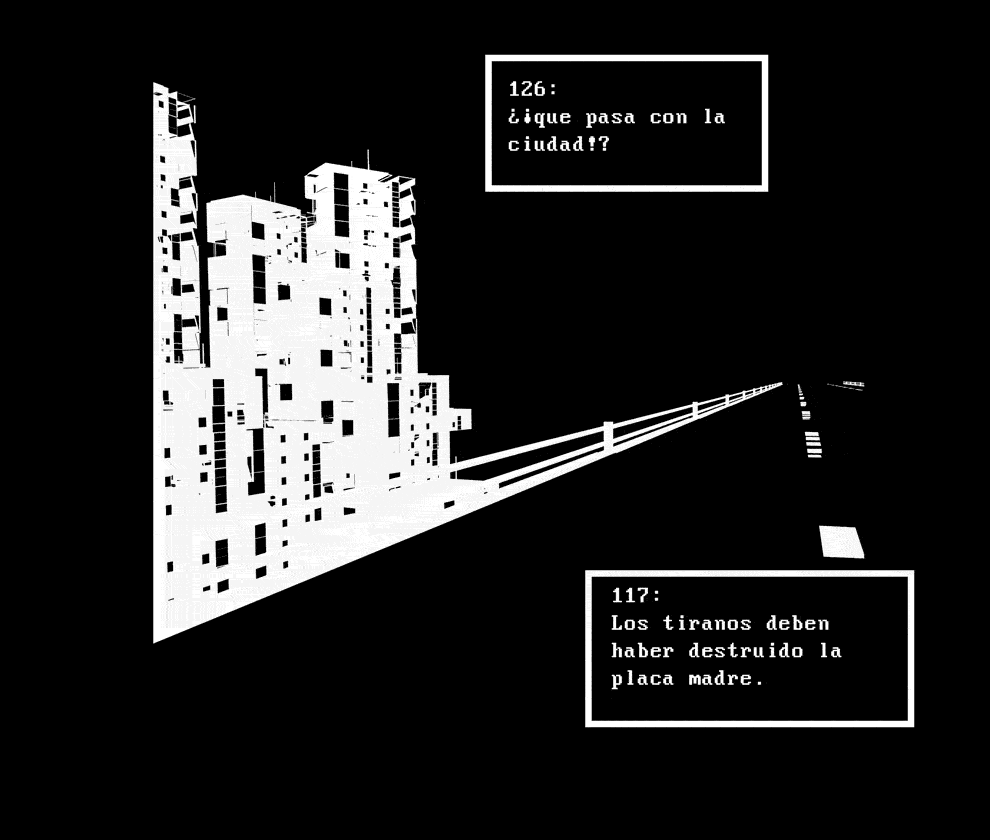 126:
¿¡que pasa con la
ciudad!?
117:
Los tiranos deben
haber destruido la
placa madre.